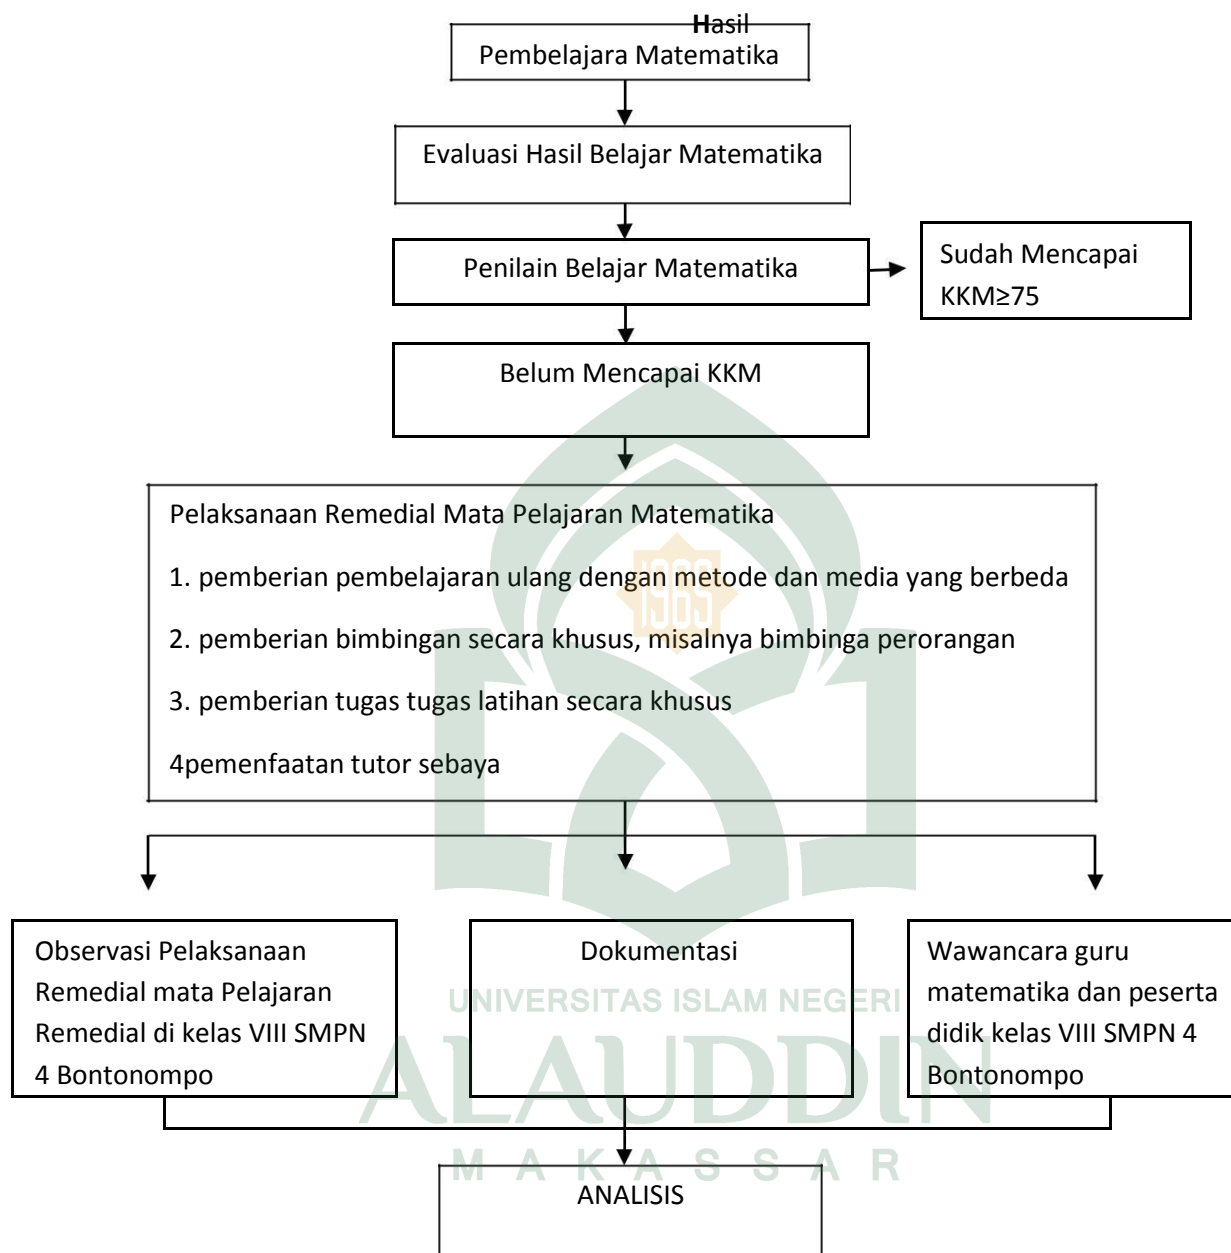 Hasil
Pembelajara Matematika
Evaluasi Hasil Belajar Matematika
Penilain Belajar Matematika
Sudah Mencapai
KKM≥75
Belum Mencapai KKM
Pelaksanaan Remedial Mata Pelajaran Matematika
1. pemberian pembelajaran ulang dengan metode dan media yang berbeda
1965
2. pemberian bimbingan secara khusus, misalnya bimbinga perorangan
3. pemberian tugas tugas latihan secara khusus
4pemenfaatan tutor sebaya
Observasi Pelaksanaan
Remedial mata Pelajaran
Remedial di kelas VIII SMPN
4 Bontonompo
Dokumentasi
Wawancara guru
matematika dan peserta
didik kelas VIII SMPN 4
Bontonompo
UNIVERSITAS ISLAM NEGERI
ALAUDDIN
MAKASSAR
ANALISIS